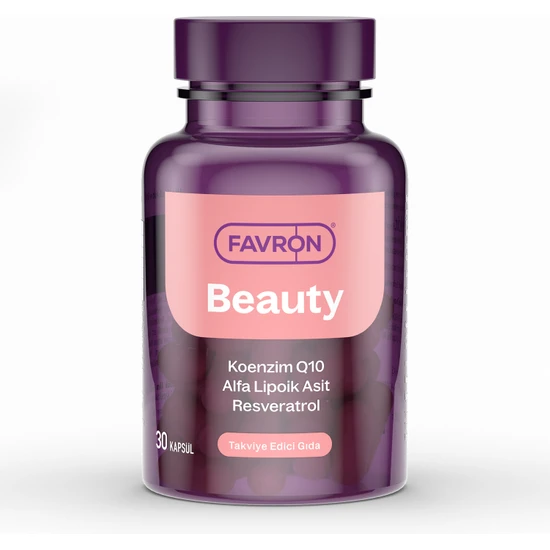 FAVRON®
Beauty
Koenzim Q10
Alfa Lipoik Asit
Resveratrol
30 KAPSÜL
Takviye Edici Gıda